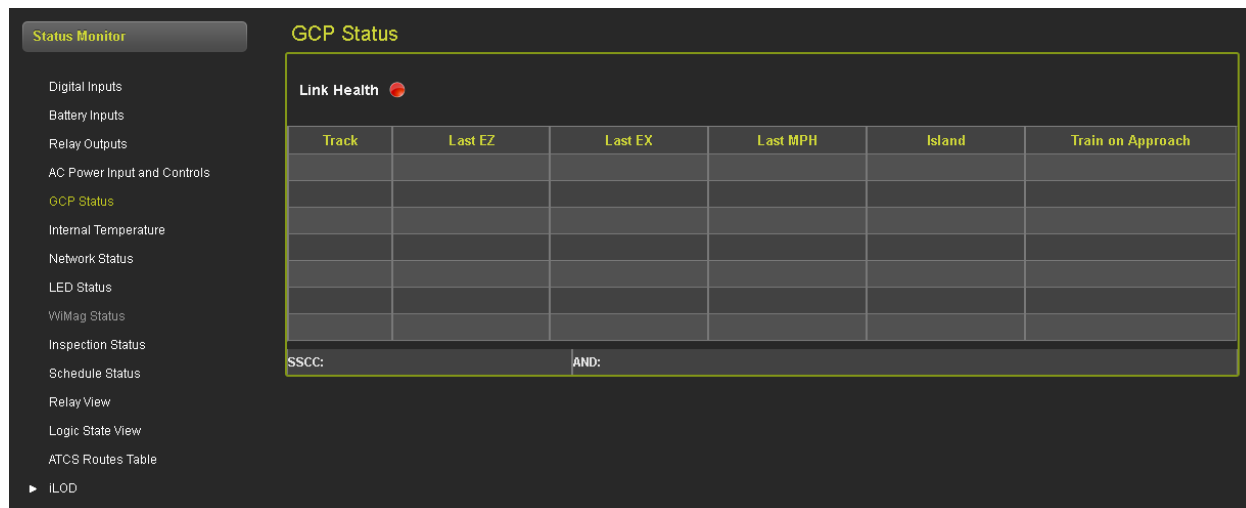 Status Monitor
Digital Inputs
Battery Inputs
Relay Outputs
AC Power Input and Controls
GCP Status
Internal Temperature
Network Status
LED Status
WiMag Status
Inspection Status
Schedule Status
Relay View
Logic State View
ATCS Routes Table
iLOD
GCP Status
Link Health
Track Last EZ Last EX Last MPH Island Train on Approach
SSCC: AND: